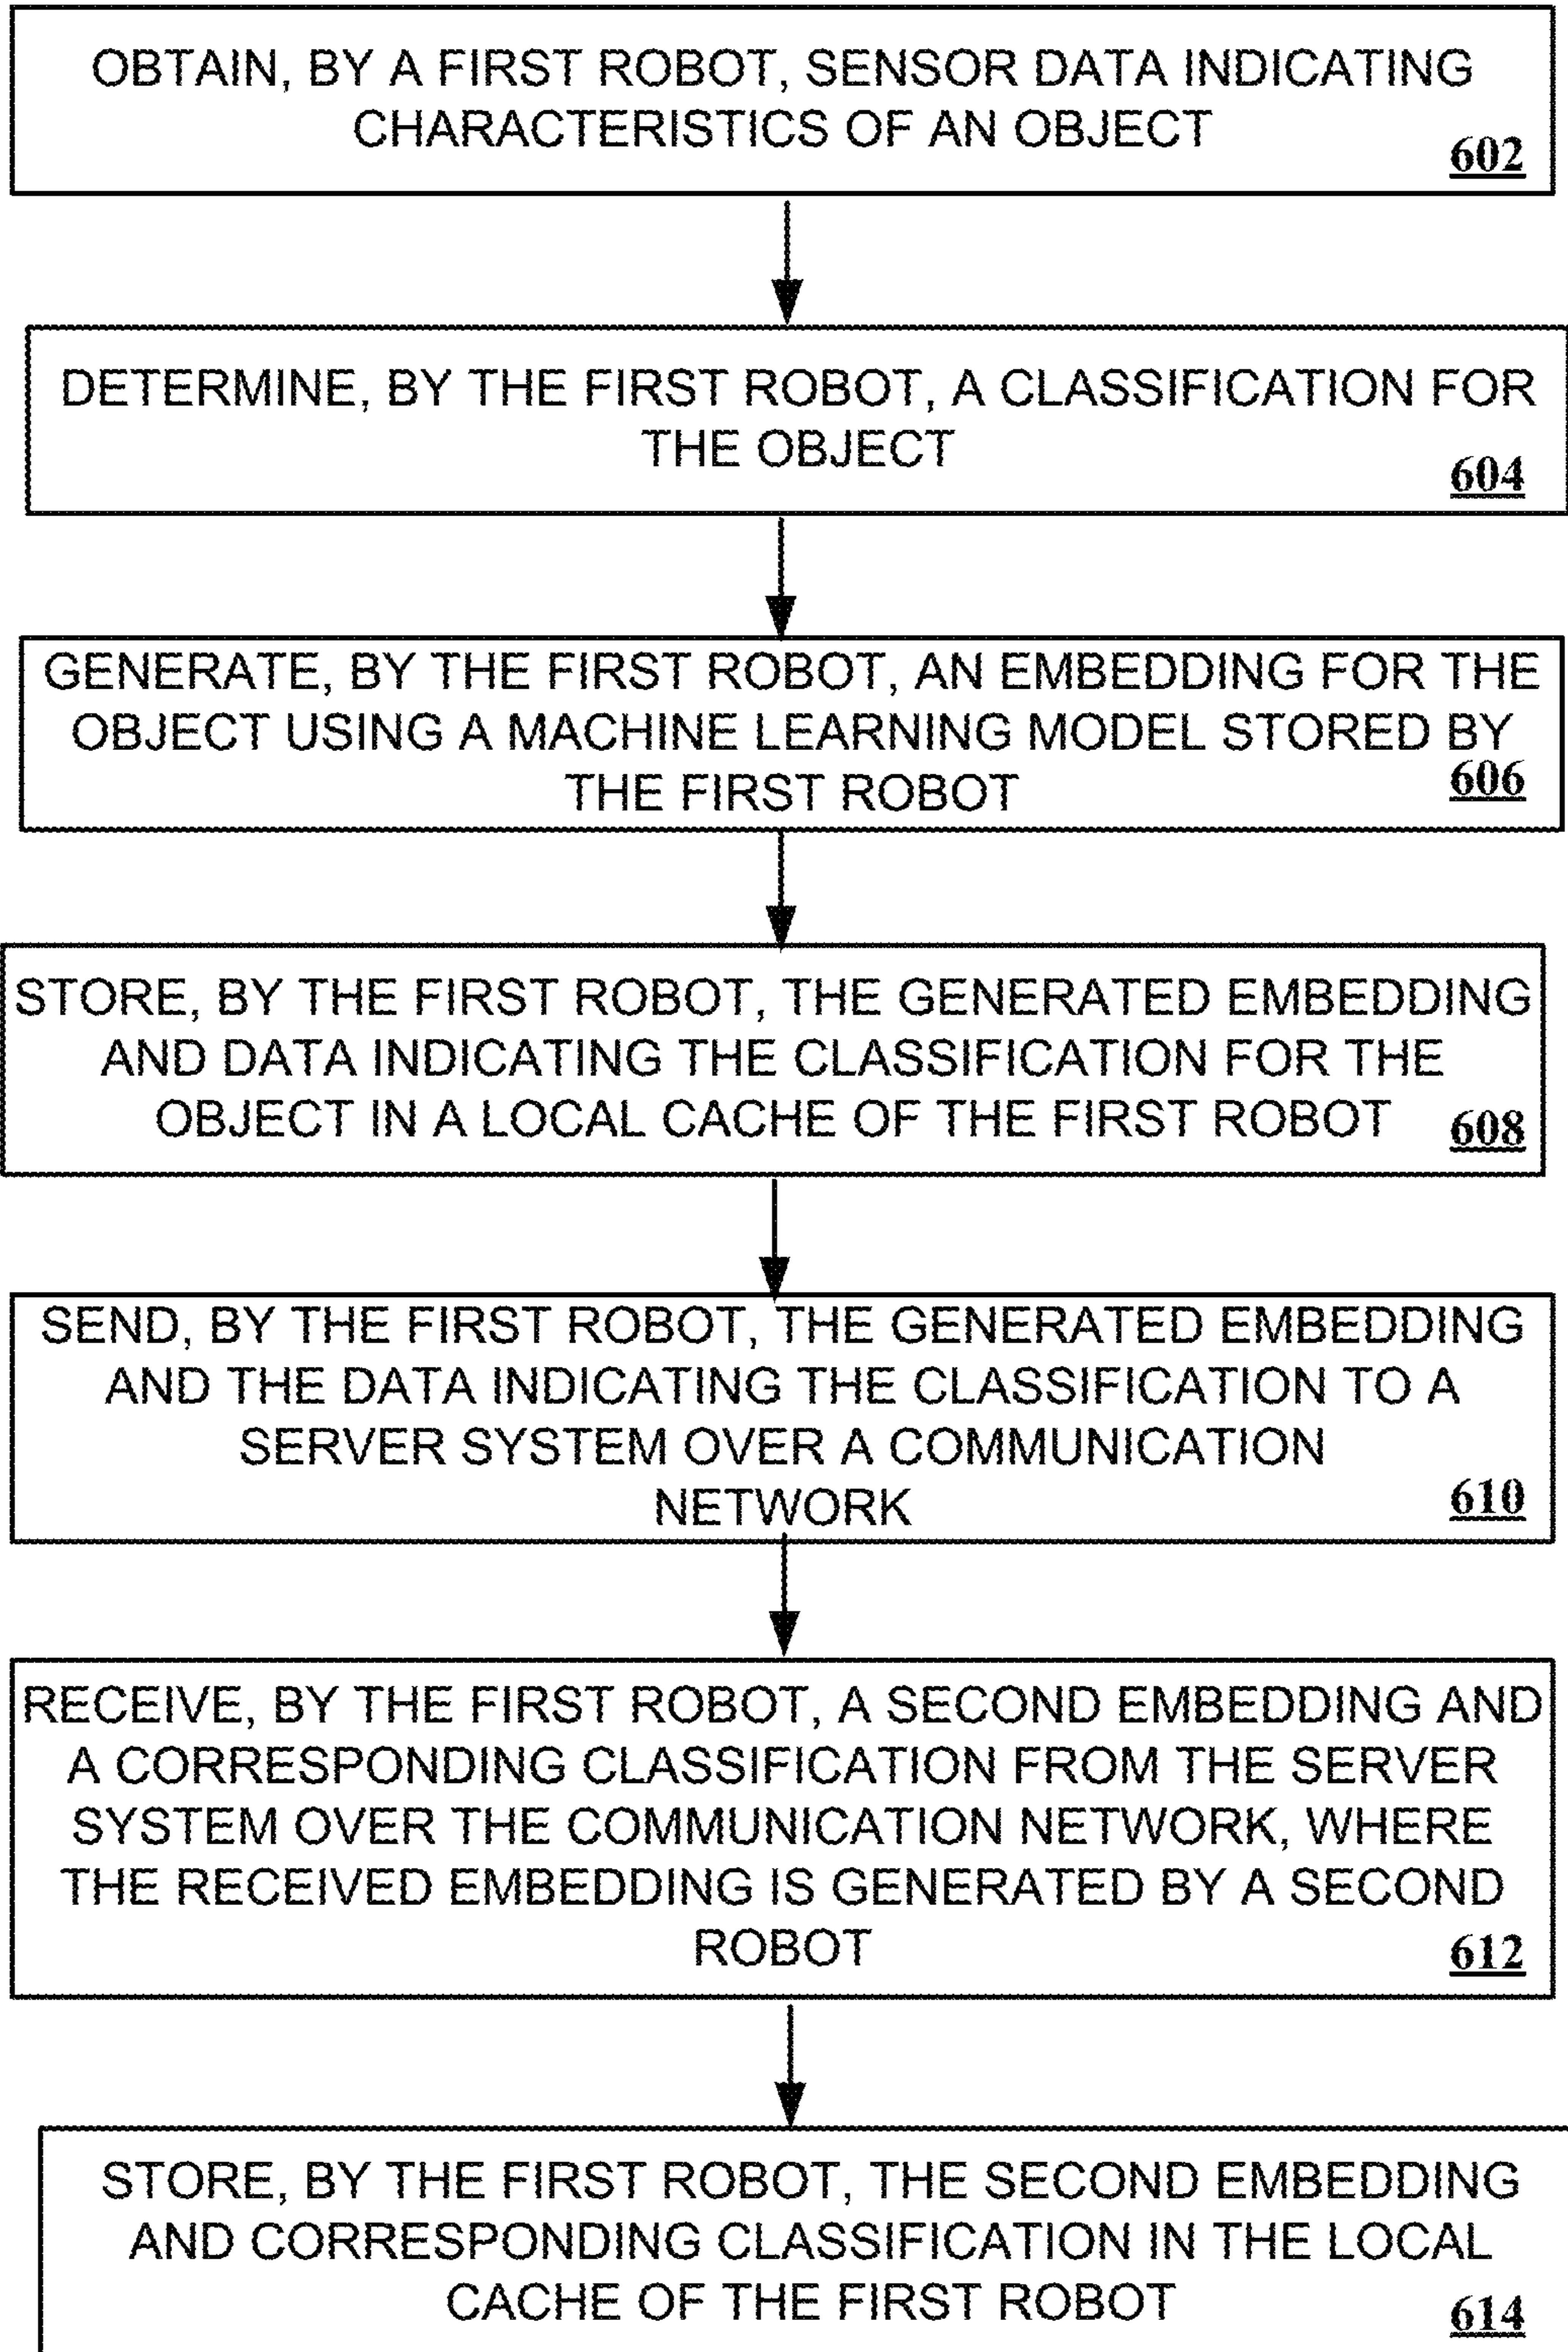 OBTAIN, BY A FIRST ROBOT, SENSOR DATA INDICATING
CHARACTERISTICS OF AN OBJECT
602
DETERMINE, BY THE FIRST ROBOT, A CLASSIFICATION FOR
THE OBJECT
604
GENERATE, BY THE FIRST ROBOT, AN EMBEDDING FOR THE
OBJECT USING A MACHINE LEARNING MODEL STORED BY
THE FIRST ROBOT
606
STORE, BY THE FIRST ROBOT, THE GENERATED EMBEDDING
AND DATA INDICATING THE CLASSIFICATION FOR THE
OBJECT IN A LOCAL CACHE OF THE FIRST ROBOT
608
SEND, BY THE FIRST ROBOT, THE GENERATED EMBEDDING
AND THE DATA INDICATING THE CLASSIFICATION TO A
SERVER SYSTEM OVER A COMMUNICATION
NETWORK
610
RECEIVE, BY THE FIRST ROBOT, A SECOND EMBEDDING AND
A CORRESPONDING CLASSIFICATION FROM THE SERVER
SYSTEM OVER THE COMMUNICATION NETWORK, WHERE
THE RECEIVED EMBEDDING IS GENERATED BY A SECOND
ROBOT
612
STORE, BY THE FIRST ROBOT, THE SECOND EMBEDDING
AND CORRESPONDING CLASSIFICATION IN THE LOCAL
CACHE OF THE FIRST ROBOT
614